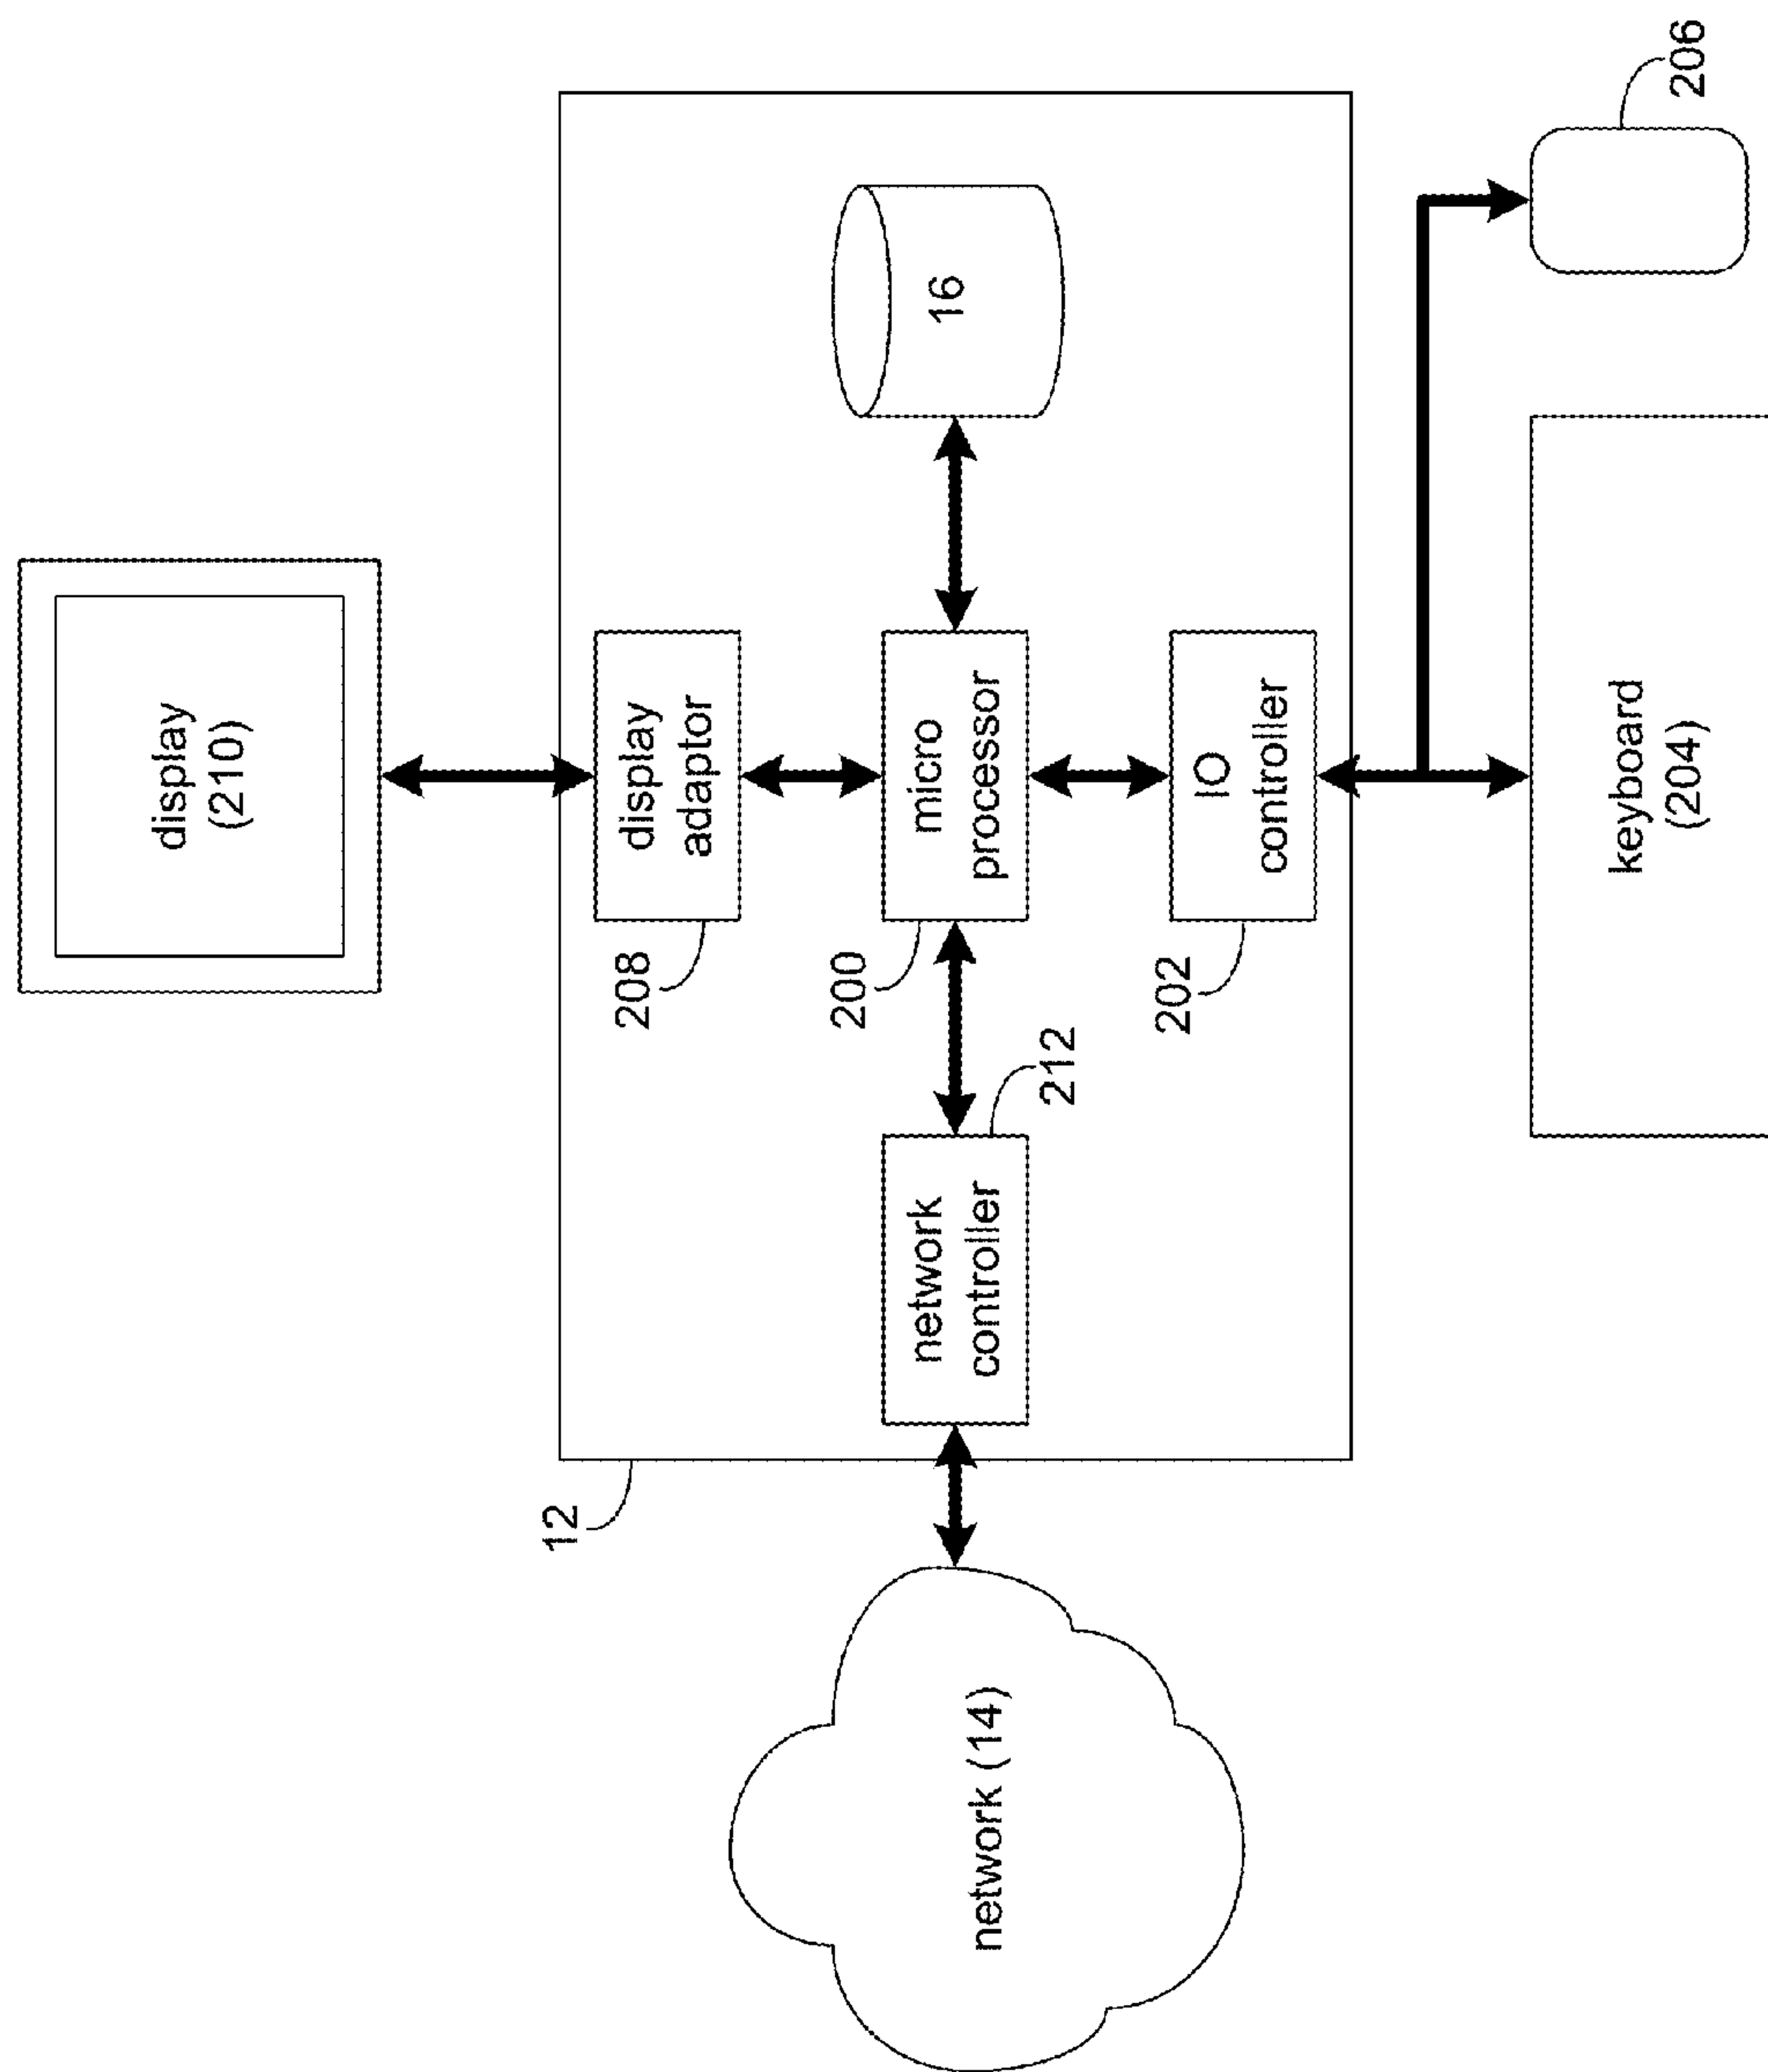 display
(210)
display
adaptor
208
micro
processor
200
16
network
controller
212
IO
controller
202
12
network (14)
keyboard
(204)
206